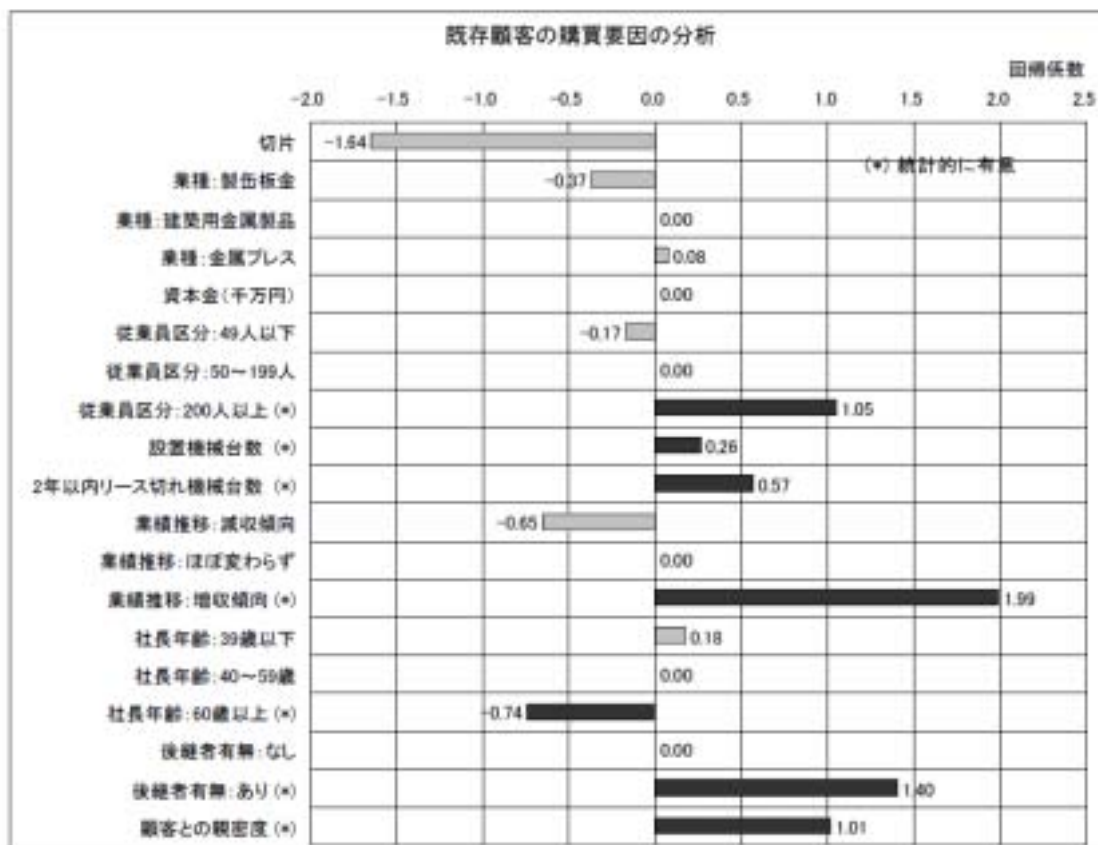 既存顧客の購買要因の分析
回帰係数
-2.0 -1.5 -1.0 -0.5 0.0 0.5 1.0 1.5 2.0 2.5
切片 -1.64
(*) 統計的に有意
業種:製缶板金 -0.37
業種:建築用金属製品 0.00
業種:金属プレス 0.08
資本金(千万円) 0.00
従業員区分:49人以下 -0.17
従業員区分:50～199人 0.00
従業員区分:200人以上(*) 1.05
設置機械台数 (*) 0.26
2年以内リース切れ機械台数 (*) 0.57
業績推移:減収傾向 -0.65
業績推移:ほぼ変わらず 0.00
業績推移:増収傾向(*) 1.99
社長年齢:39歳以下 0.18
社長年齢:40～59歳 0.00
社長年齢:60歳以上(*) -0.74
後継者有無:なし 0.00
後継者有無:あり(*) 1.40
顧客との親密度(*) 1.01